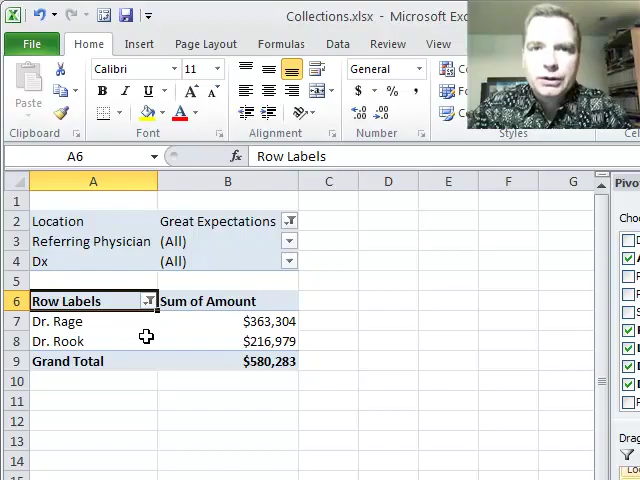 Collections.xlsx - Microsoft Exc
File Home Insert Page Layout Formulas Data Review View
Calibri 11 General
Paste
B I U A A A $ % ,
Clipboard Font Alignment Number Styles
A6 fx Row Labels
Pivo
A B C D E F G
1
Choo
2 Location Great Expectations
D
3 Referring Physician (All)
A
4 Dx (All)
P
5
P
6 Row Labels Sum of Amount
S
7 Dr. Rage $363,304
8 Dr. Rook $216,979
9 Grand Total $580,283
10
11
12
13
Drag
14
15